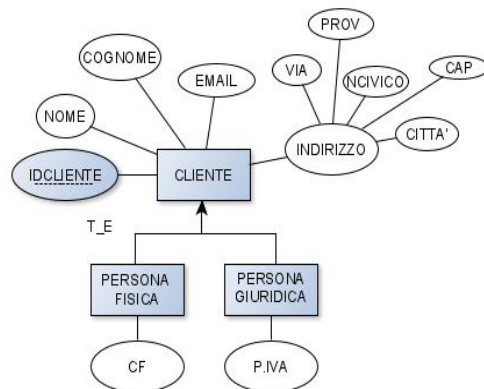 PROV
COGNOME
VIA
EMAIL
NCIVICO
CAP
NOME
CITTA'
INDIRIZZO
IDCLIENTE
CLIENTE
T_E
PERSONA
FISICA
PERSONA
GIURIDICA
CF
P.IVA